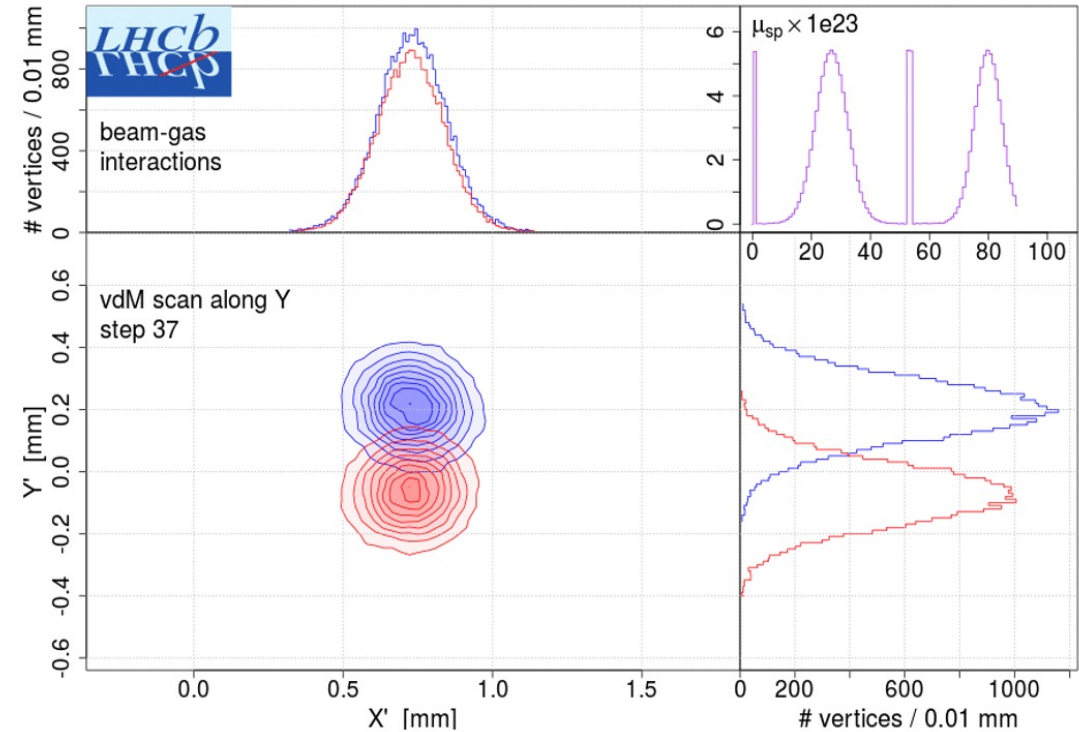 # vertices / 0.01 mm
0
400
800
LHCb
LHCb
beam-gas
interactions
μsp × 1e23
0
2
4
6
0 20 40 60 80 100
Y' [mm]
0.6
0.4
0.2
0.0
-0.2
-0.4
-0.6
vdM scan along Y
step 37
0.0 0.5 1.0 1.5
X' [mm]
0 200 600 1000
# vertices / 0.01 mm